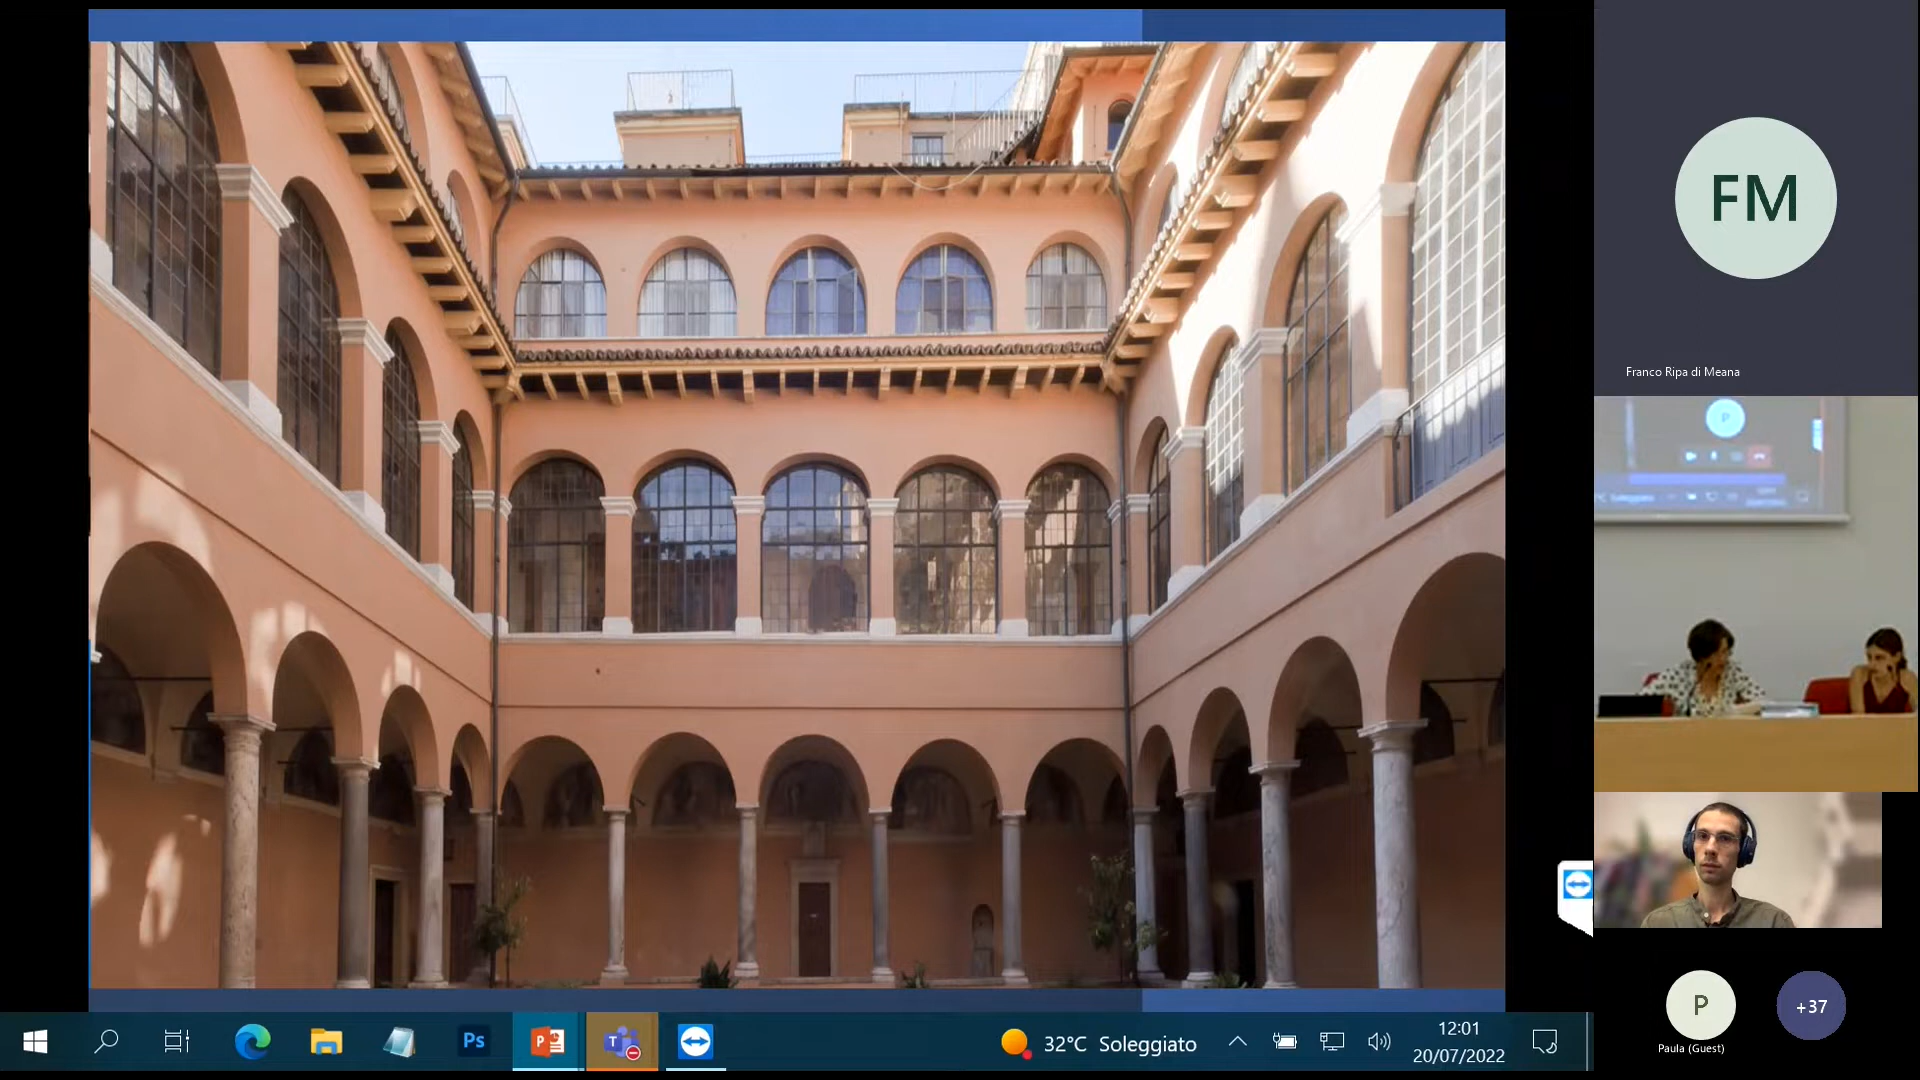 FM
Franco Ripa di Meana
P
Paula (Guest)
+37
Ps
P
T
32°C Soleggiato
12:01
20/07/2022